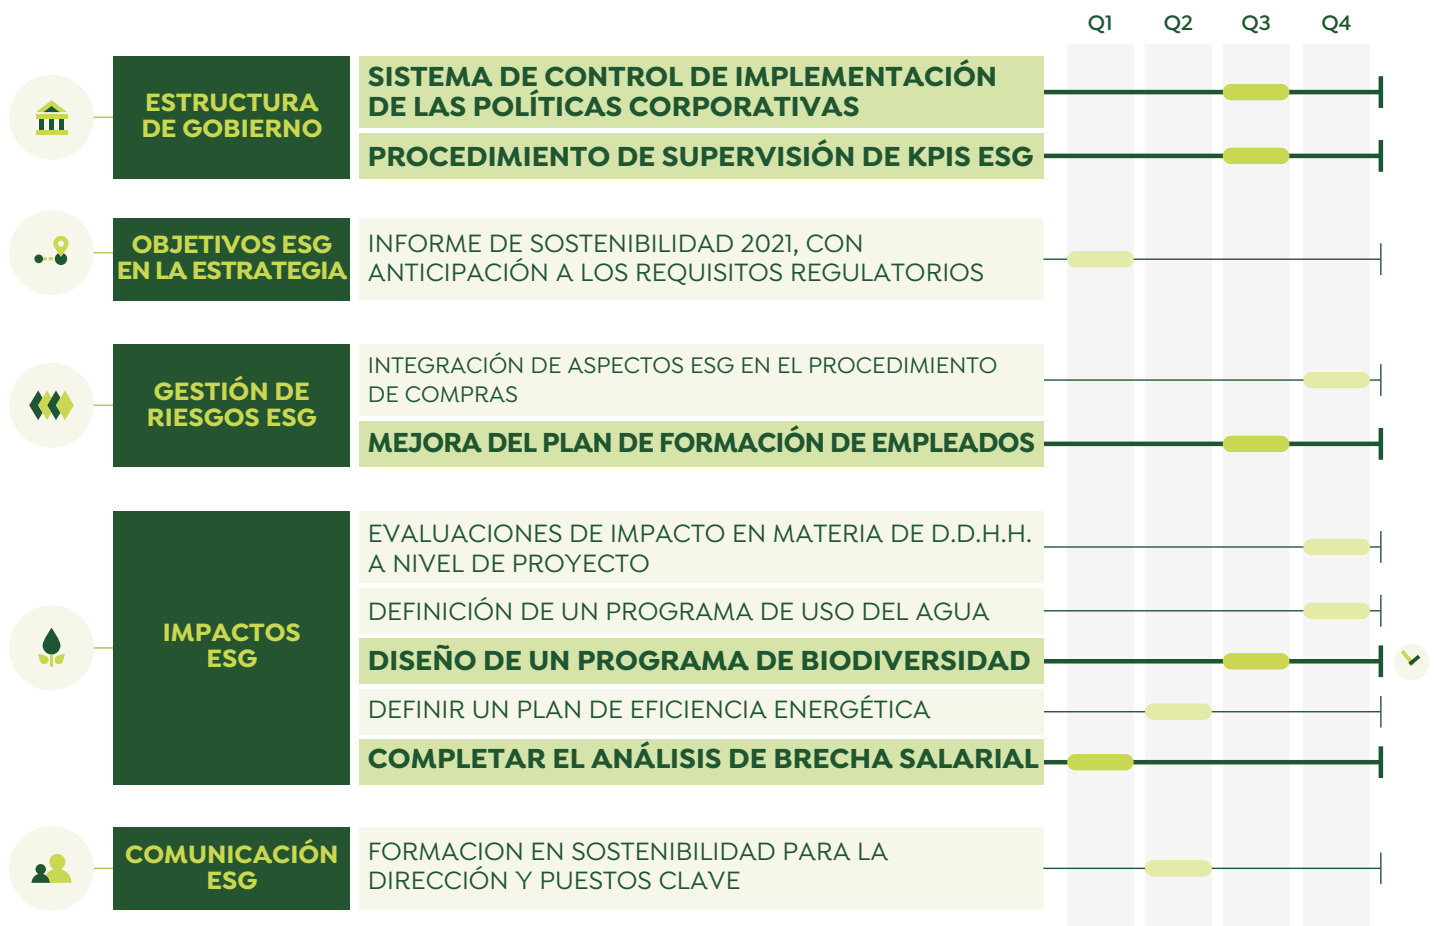 Q1 Q2 Q3 Q4
ESTRUCTURA
DE GOBIERNO
SISTEMA DE CONTROL DE IMPLEMENTACIÓN
DE LAS POLÍTICAS CORPORATIVAS
PROCEDIMIENTO DE SUPERVISIÓN DE KPIS ESG
OBJETIVOS ESG
EN LA ESTRATEGIA
INFORME DE SOSTENIBILIDAD 2021, CON
ANTICIPACIÓN A LOS REQUISITOS REGULATORIOS
GESTIÓN DE
RIESGOS ESG
INTEGRACIÓN DE ASPECTOS ESG EN EL PROCEDIMIENTO
DE COMPRAS
MEJORA DEL PLAN DE FORMACIÓN DE EMPLEADOS
IMPACTOS
ESG
EVALUACIONES DE IMPACTO EN MATERIA DE D.D.H.H.
A NIVEL DE PROYECTO
DEFINICIÓN DE UN PROGRAMA DE USO DEL AGUA
DISEÑO DE UN PROGRAMA DE BIODIVERSIDAD
DEFINIR UN PLAN DE EFICIENCIA ENERGÉTICA
COMPLETAR EL ANÁLISIS DE BRECHA SALARIAL
COMUNICACIÓN
ESG
FORMACION EN SOSTENIBILIDAD PARA LA
DIRECCIÓN Y PUESTOS CLAVE